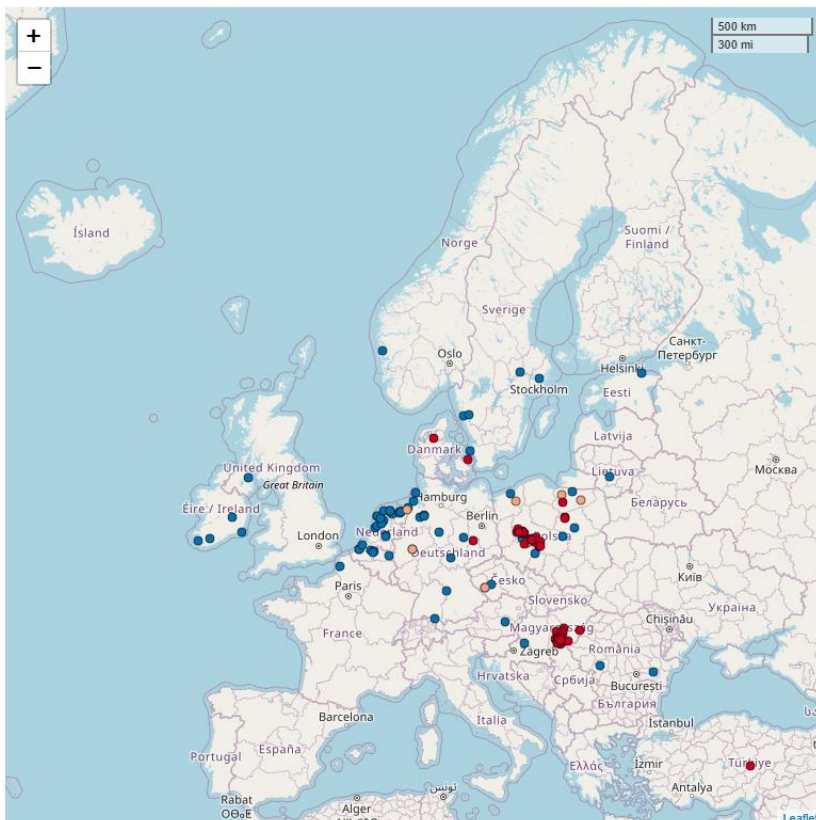 +
−
500 km
300 mi
Ísland
Norge
Suomi /
Finland
Sverige
Oslo
Санкт-
Петербург
Helsinki
Stockholm
Eesti
Latvija
Danmark
Lietuva
Москва
United Kingdom
Great Britain
Hamburg
Беларусь
Éire / Ireland
Berlin
London
Nederland
Polska
Deutschland
Київ
Paris
Česko
Україна
Slovensko
Chișinău
Magyarország
France
Zagreb
România
Hrvatska
Србија
București
България
Italia
Barcelona
İstanbul
Portugal
España
Ελλάς
İzmir
Türkiye
Antalya
Rabat
Alger
تونس
Leaflet